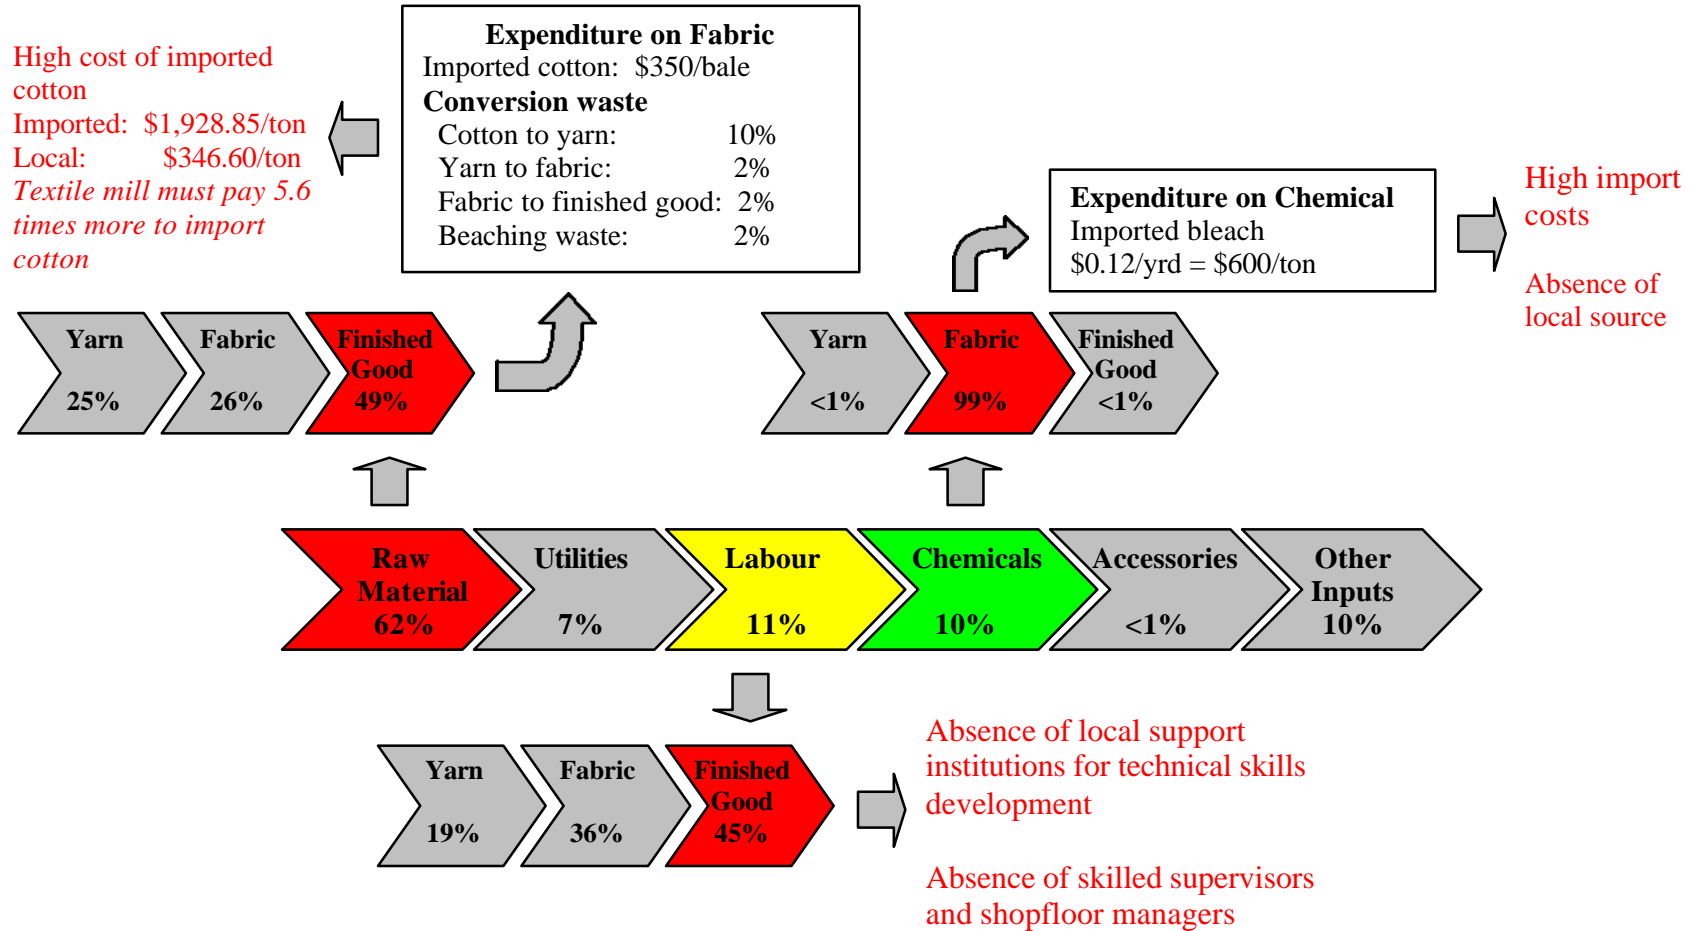 High cost of imported
cotton
Imported: $1,928.85/ton
Local: $346.60/ton
Textile mill must pay 5.6
times more to import
cotton
Expenditure on Fabric
Imported cotton: $350/bale
Conversion waste
Cotton to yarn: 10%
Yarn to fabric: 2%
Fabric to finished good: 2%
Beaching waste: 2%
Expenditure on Chemical
Imported bleach
$0.12/yrd = $600/ton
High import
costs
Absence of
local source
Yarn
25%
Fabric
26%
Finished
Good
49%
Yarn
<1%
Fabric
99%
Finished
Good
<1%
Raw
Material
62%
Utilities
7%
Labour
11%
Chemicals
10%
Accessories
<1%
Other
Inputs
10%
Yarn
19%
Fabric
36%
Finished
Good
45%
Absence of local support
institutions for technical skills
development
Absence of skilled supervisors
and shopfloor managers